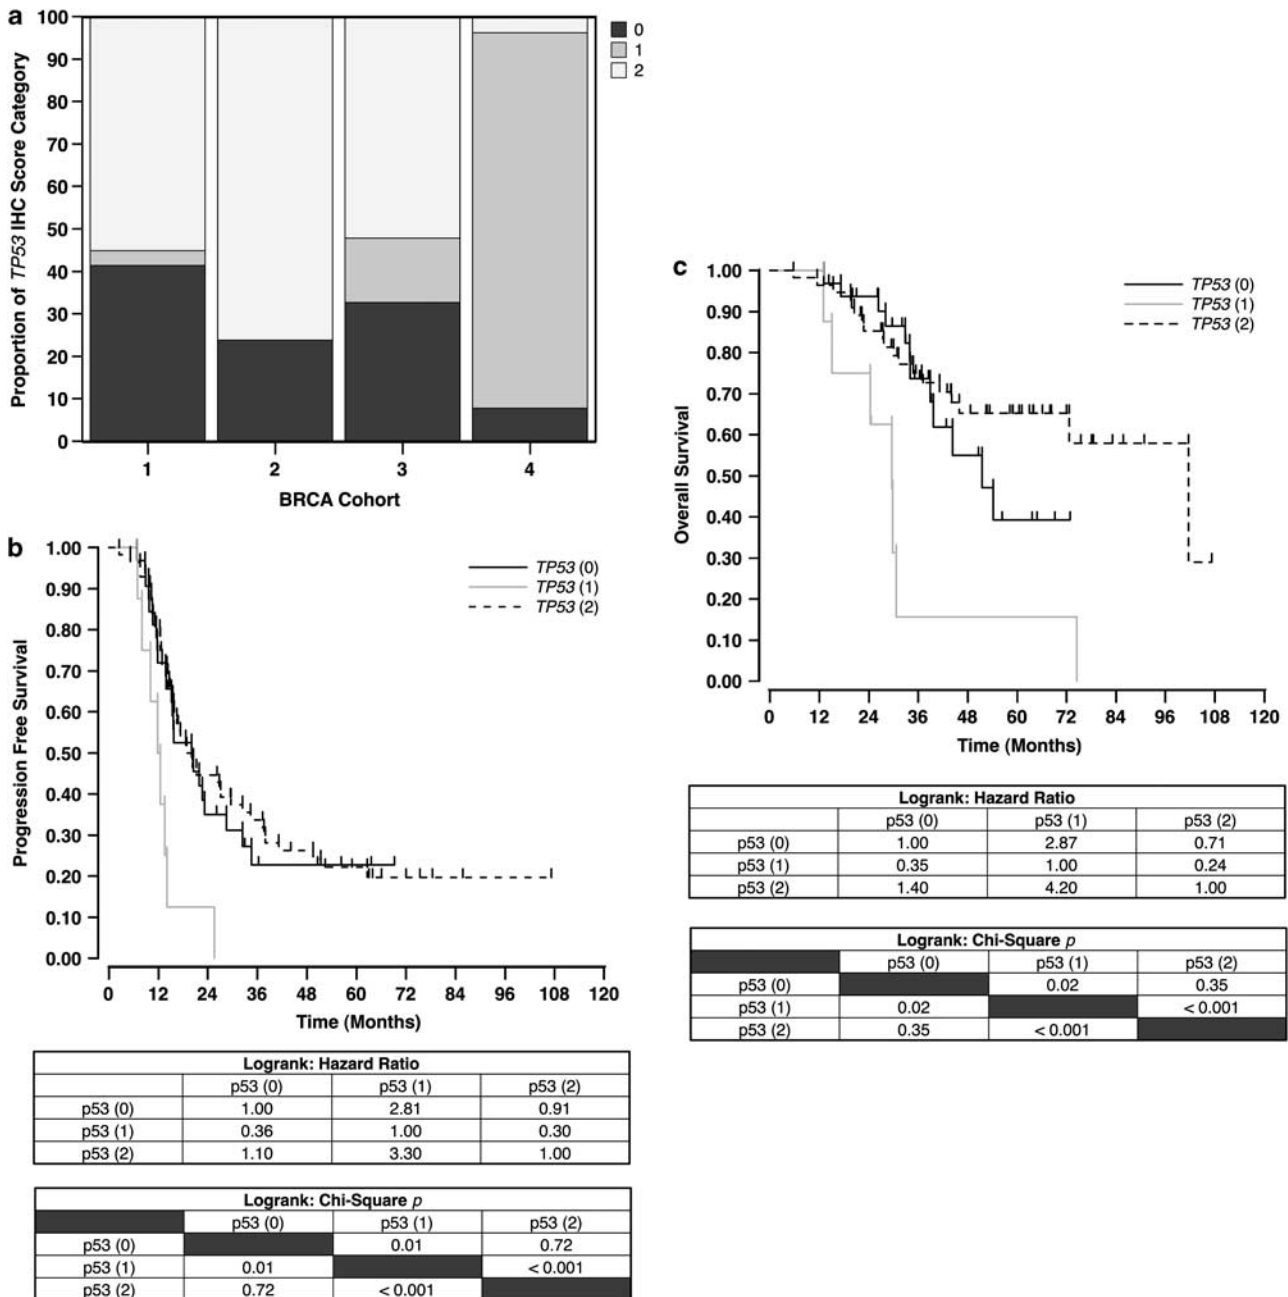 a
Proportion of TP53 IHC Score Category
100
90
80
70
60
50
40
30
20
10
0
1 2 3 4
BRCA Cohort
0
1
2
b
Progression Free Survival
1.00
0.90
0.80
0.70
0.60
0.50
0.40
0.30
0.20
0.10
0.00
0 12 24 36 48 60 72 84 96 108 120
Time (Months)
TP53 (0)
TP53 (1)
TP53 (2)
Logrank: Hazard Ratio
p53 (0) p53 (1) p53 (2)
p53 (0) 1.00 2.81 0.91
p53 (1) 0.36 1.00 0.30
p53 (2) 1.10 3.30 1.00
Logrank: Chi-Square p
p53 (0) p53 (1) p53 (2)
p53 (0) 0.01 0.72
p53 (1) 0.01 < 0.001
p53 (2) 0.72 < 0.001
c
Overall Survival
1.00
0.90
0.80
0.70
0.60
0.50
0.40
0.30
0.20
0.10
0.00
0 12 24 36 48 60 72 84 96 108 120
Time (Months)
TP53 (0)
TP53 (1)
TP53 (2)
Logrank: Hazard Ratio
p53 (0) p53 (1) p53 (2)
p53 (0) 1.00 2.87 0.71
p53 (1) 0.35 1.00 0.24
p53 (2) 1.40 4.20 1.00
Logrank: Chi-Square p
p53 (0) p53 (1) p53 (2)
p53 (0) 0.02 0.35
p53 (1) 0.02 < 0.001
p53 (2) 0.35 < 0.001